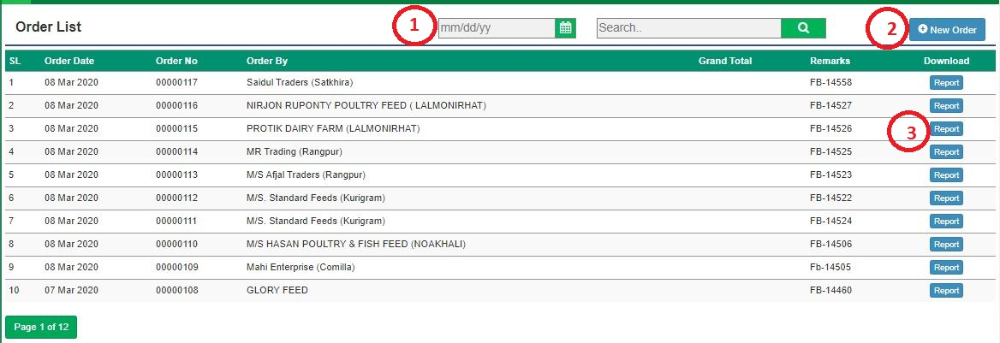 Order List 1 mm/dd/yy Search.. 2 New Order
SL Order Date Order No Order By Grand Total Remarks Download
1 08 Mar 2020 00000117 Saidul Traders (Satkhira) FB-14558 Report
2 08 Mar 2020 00000116 NIRJON RUPONTY POULTRY FEED ( LALMONIRHAT) FB-14527 Report
3 08 Mar 2020 00000115 PROTIK DAIRY FARM (LALMONIRHAT) FB-14526 3 Report
4 08 Mar 2020 00000114 MR Trading (Rangpur) FB-14525 Report
5 08 Mar 2020 00000113 M/S Afjal Traders (Rangpur) FB-14523 Report
6 08 Mar 2020 00000112 M/S. Standard Feeds (Kurigram) FB-14522 Report
7 08 Mar 2020 00000111 M/S. Standard Feeds (Kurigram) FB-14524 Report
8 08 Mar 2020 00000110 M/S HASAN POULTRY & FISH FEED (NOAKHALI) FB-14506 Report
9 08 Mar 2020 00000109 Mahi Enterprise (Comilla) Fb-14505 Report
10 07 Mar 2020 00000108 GLORY FEED FB-14460 Report
Page 1 of 12